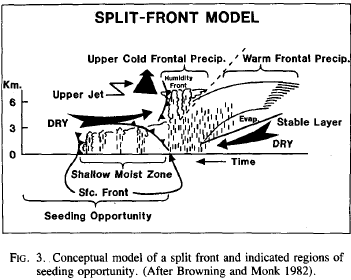 SPLIT-FRONT MODEL
Upper Cold Frontal Precip.
Warm Frontal Precip.
Humidity
Front
Km.
Upper Jet
6
DRY
Evap.
Stable Layer
3
DRY
0
Time
Shallow Moist Zone
Sfc. Front
Seeding Opportunity
FIG. 3. Conceptual model of a split front and indicated regions of
seeding opportunity. (After Browning and Monk 1982).